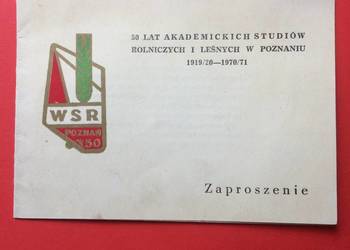 50 LAT AKADEMICKICH STUDIÓW
ROLNICZYCH I LEŚNYCH W POZNANIU
1919/20—1970/71
WSR
POZNAŃ
50
Zaproszenie